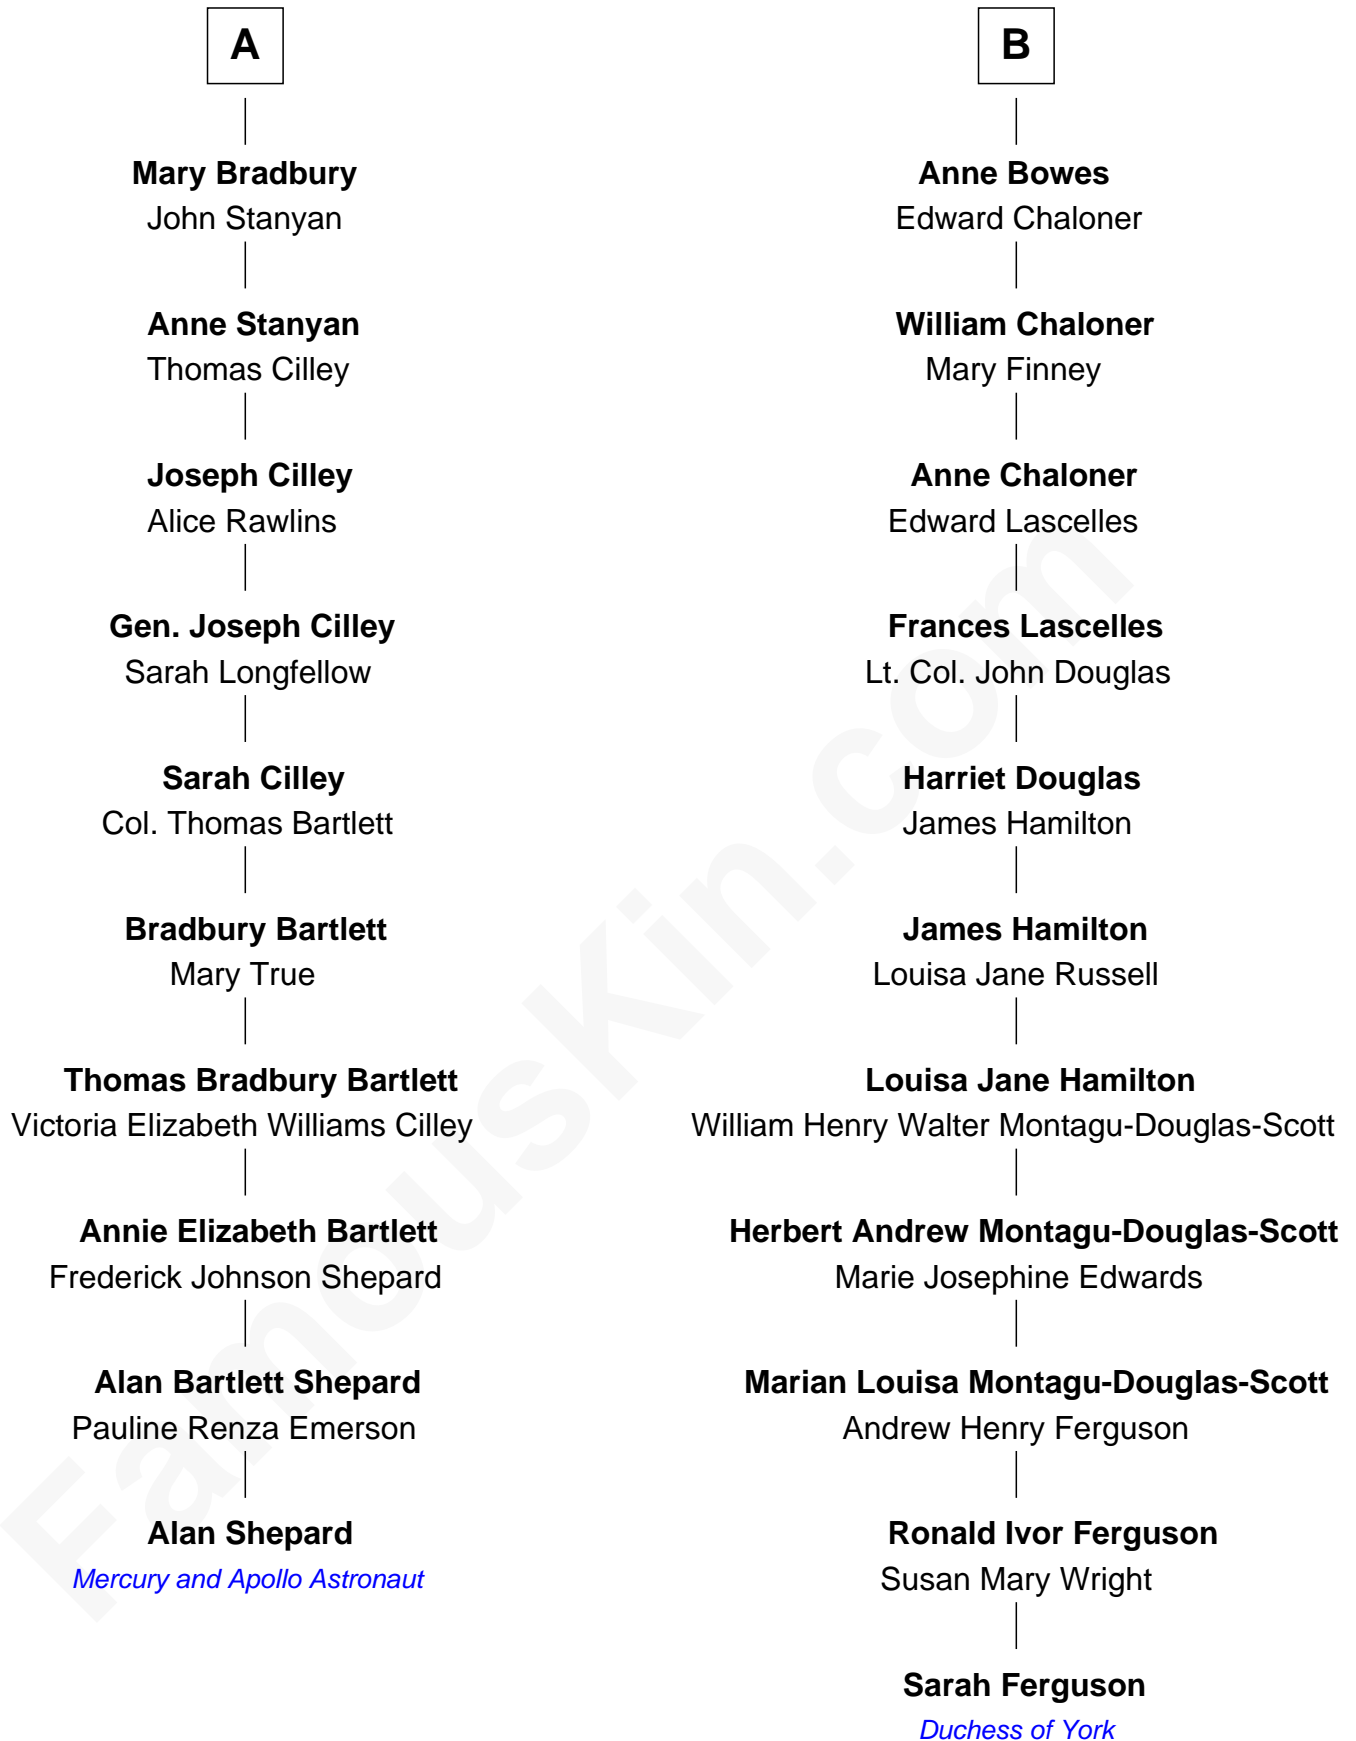 A
Mary Bradbury
John Stanyan
Anne Stanyan
Thomas Cilley
Joseph Cilley
Alice Rawlins
Gen. Joseph Cilley
Sarah Longfellow
Sarah Cilley
Col. Thomas Bartlett
Bradbury Bartlett
Mary True
Thomas Bradbury Bartlett
Victoria Elizabeth Williams Cilley
Annie Elizabeth Bartlett
Frederick Johnson Shepard
Alan Bartlett Shepard
Pauline Renza Emerson
Alan Shepard
Mercury and Apollo Astronaut
B
Anne Bowes
Edward Chaloner
William Chaloner
Mary Finney
Anne Chaloner
Edward Lascelles
Frances Lascelles
Lt. Col. John Douglas
Harriet Douglas
James Hamilton
James Hamilton
Louisa Jane Russell
Louisa Jane Hamilton
William Henry Walter Montagu-Douglas-Scott
Herbert Andrew Montagu-Douglas-Scott
Marie Josephine Edwards
Marian Louisa Montagu-Douglas-Scott
Andrew Henry Ferguson
Ronald Ivor Ferguson
Susan Mary Wright
Sarah Ferguson
Duchess of York
FamousKin.com